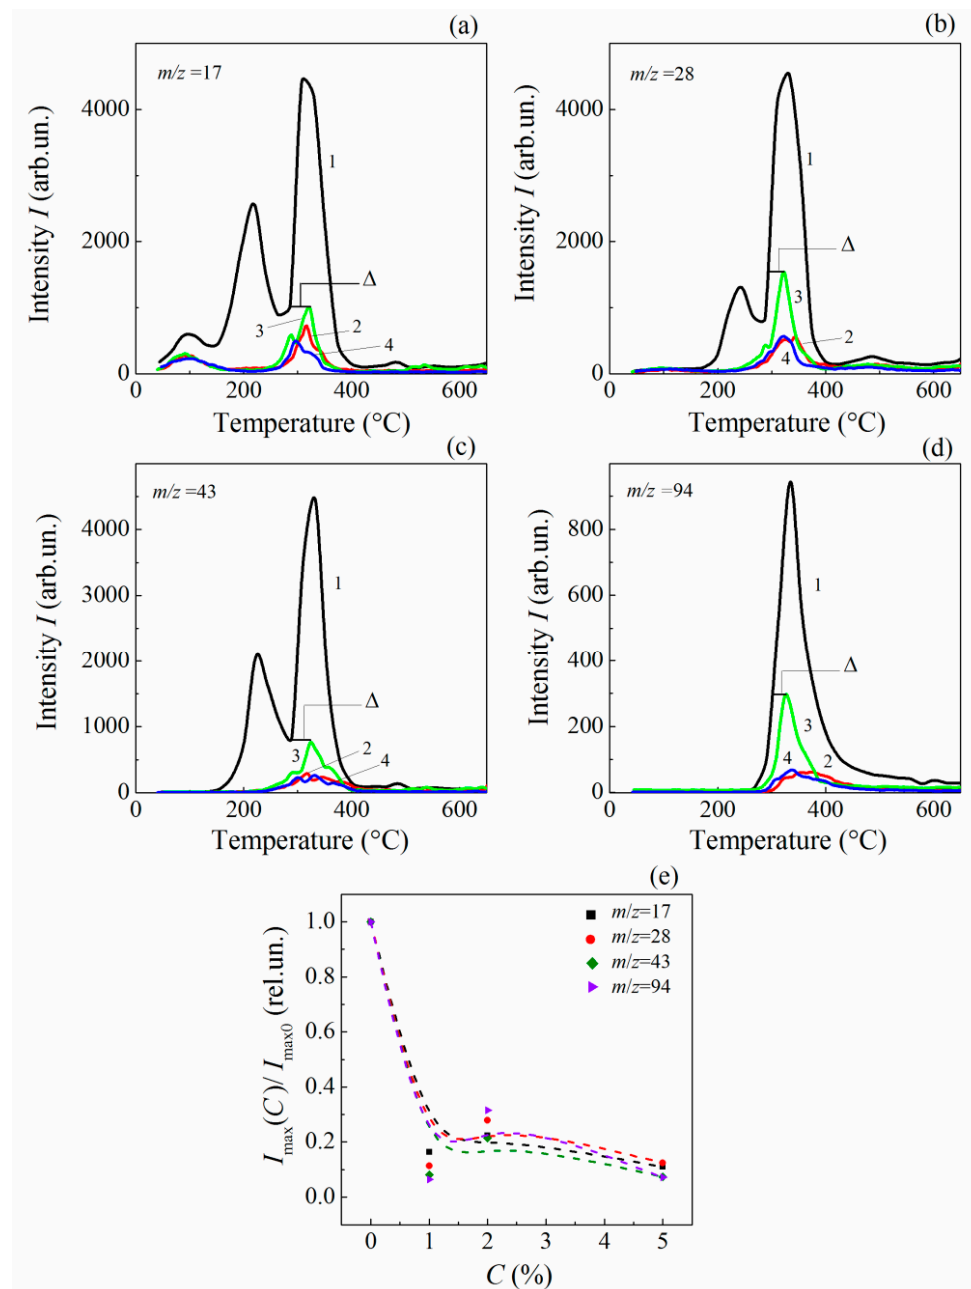 (a)
m/z =17
4000
2000
0
Intensity I (arb.un.)
1
Δ
3
2
4
0 200 400 600
Temperature (°C)
(b)
m/z =28
4000
2000
0
Intensity I (arb.un.)
1
Δ
3
2
4
0 200 400 600
Temperature (°C)
(c)
m/z =43
4000
3000
2000
1000
0
Intensity I (arb.un.)
1
Δ
2
3
4
0 200 400 600
Temperature (°C)
(d)
m/z =94
800
600
400
200
0
Intensity I (arb.un.)
1
Δ
3
4
2
0 200 400 600
Temperature (°C)
(e)
m/z=17
m/z=28
m/z=43
m/z=94
1.0
0.8
0.6
0.4
0.2
0.0
Imax(C)/ Imax0 (rel.un.)
0 1 2 3 4 5
C (%)